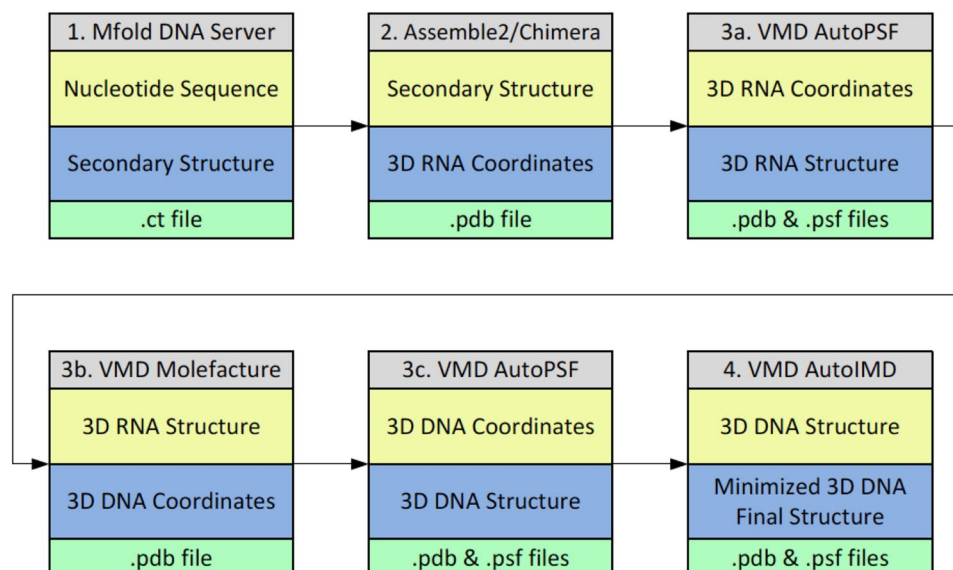 1. Mfold DNA Server
Nucleotide Sequence
Secondary Structure
.ct file
2. Assemble2/Chimera
Secondary Structure
3D RNA Coordinates
.pdb file
3a. VMD AutoPSF
3D RNA Coordinates
3D RNA Structure
.pdb & .psf files
3b. VMD Molefacture
3D RNA Structure
3D DNA Coordinates
.pdb file
3c. VMD AutoPSF
3D DNA Coordinates
3D DNA Structure
.pdb & .psf files
4. VMD AutoIMD
3D DNA Structure
Minimized 3D DNA
Final Structure
.pdb & .psf files